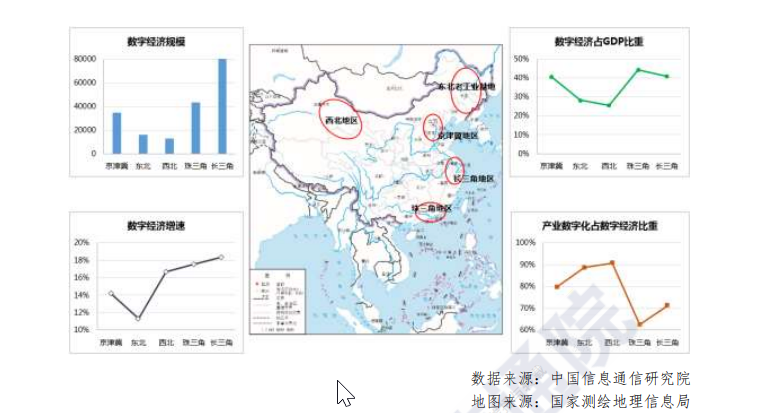 数字经济规模
80000
60000
40000
20000
0
京津冀 东北 西北 珠三角 长三角
东北老工业基地
西北地区
京津冀地区
长三角地区
珠三角地区
数字经济占GDP比重
50%
40%
30%
20%
10%
0%
京津冀 东北 西北 珠三角 长三角
数字经济增速
20%
18%
16%
14%
12%
10%
京津冀 东北 西北 珠三角 长三角
产业数字化占数字经济比重
100%
90%
80%
70%
60%
京津冀 东北 西北 珠三角 长三角
数据来源：中国信息通信研究院
地图来源：国家测绘地理信息局